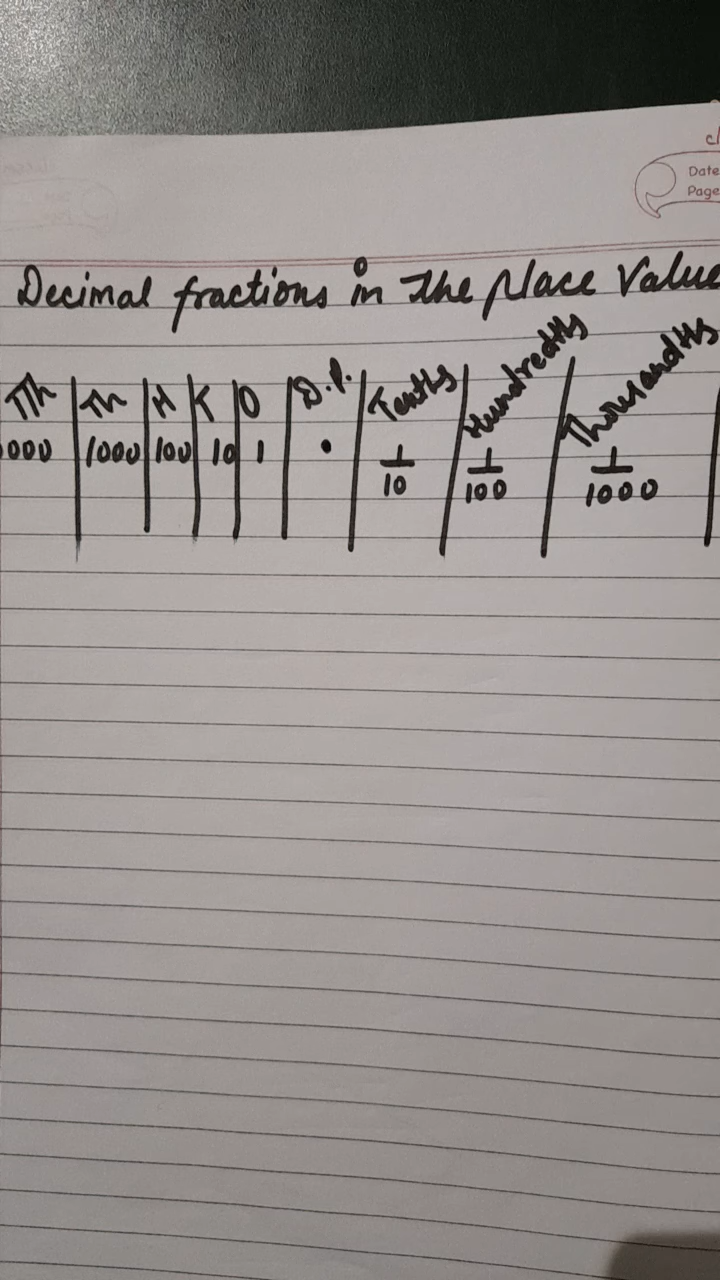 Date
Page
Decimal fractions in the place value
TTh Th H T O D.P. Tenths Hundredths Thousandths
0000 1000 100 10 1 . 1/10 1/100 1/1000